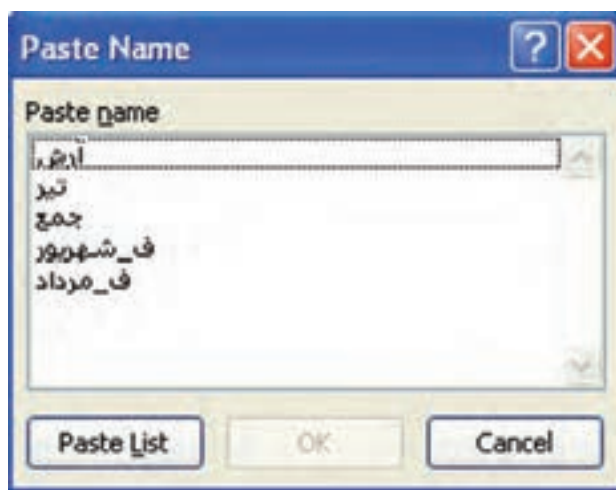 Paste Name
Paste name
آرش
تیر
جمع
ف_شهریور
ف_مرداد
Paste List
OK
Cancel